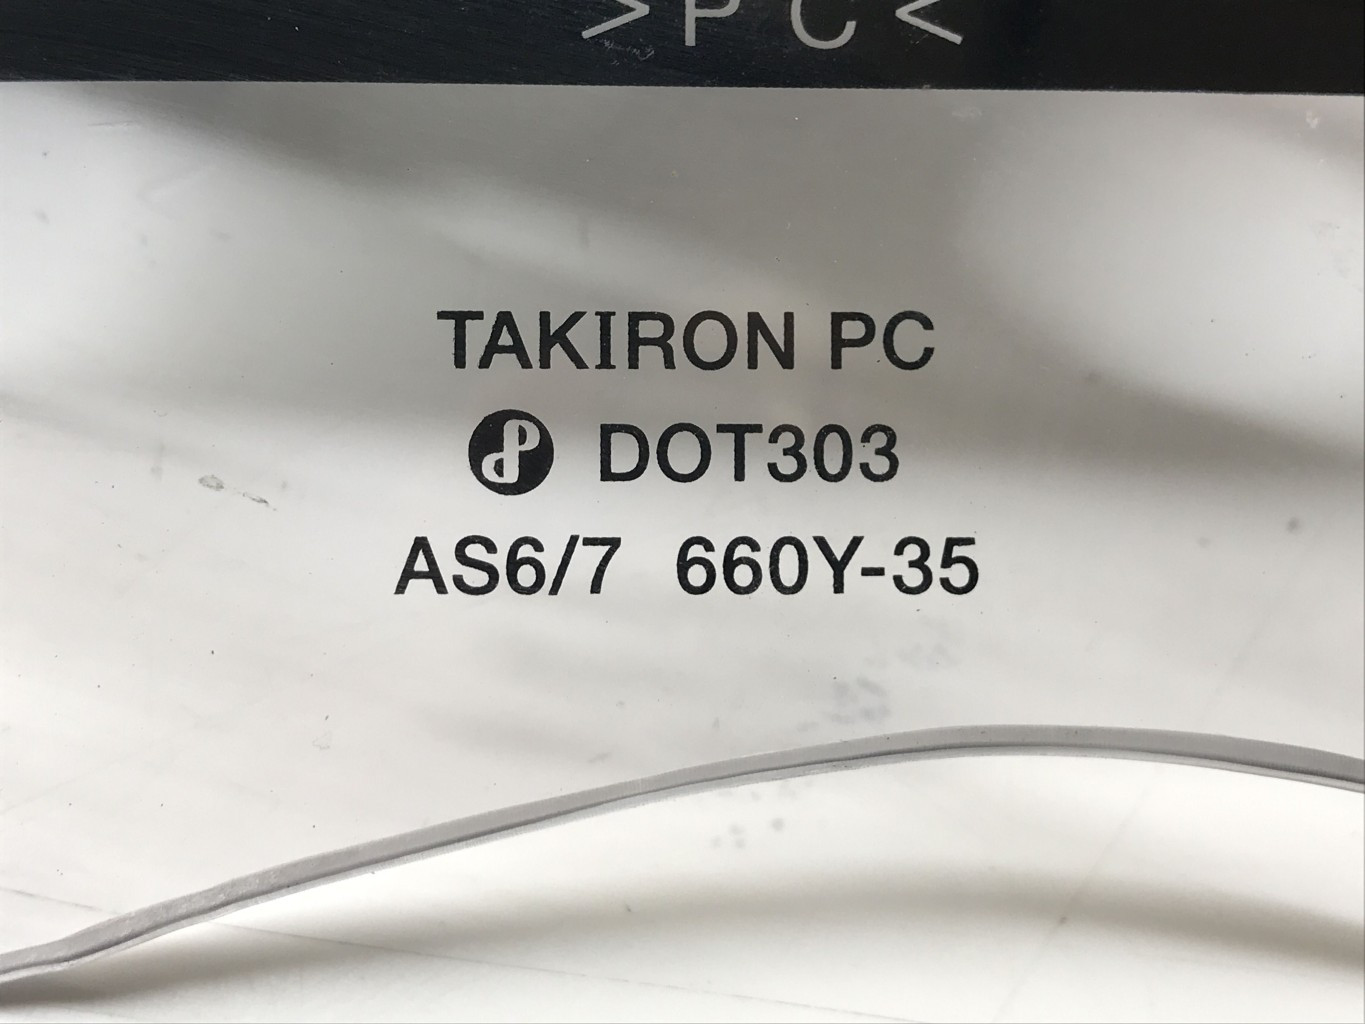 >PC<
TAKIRON PC
DOT303
AS6/7 660Y-35